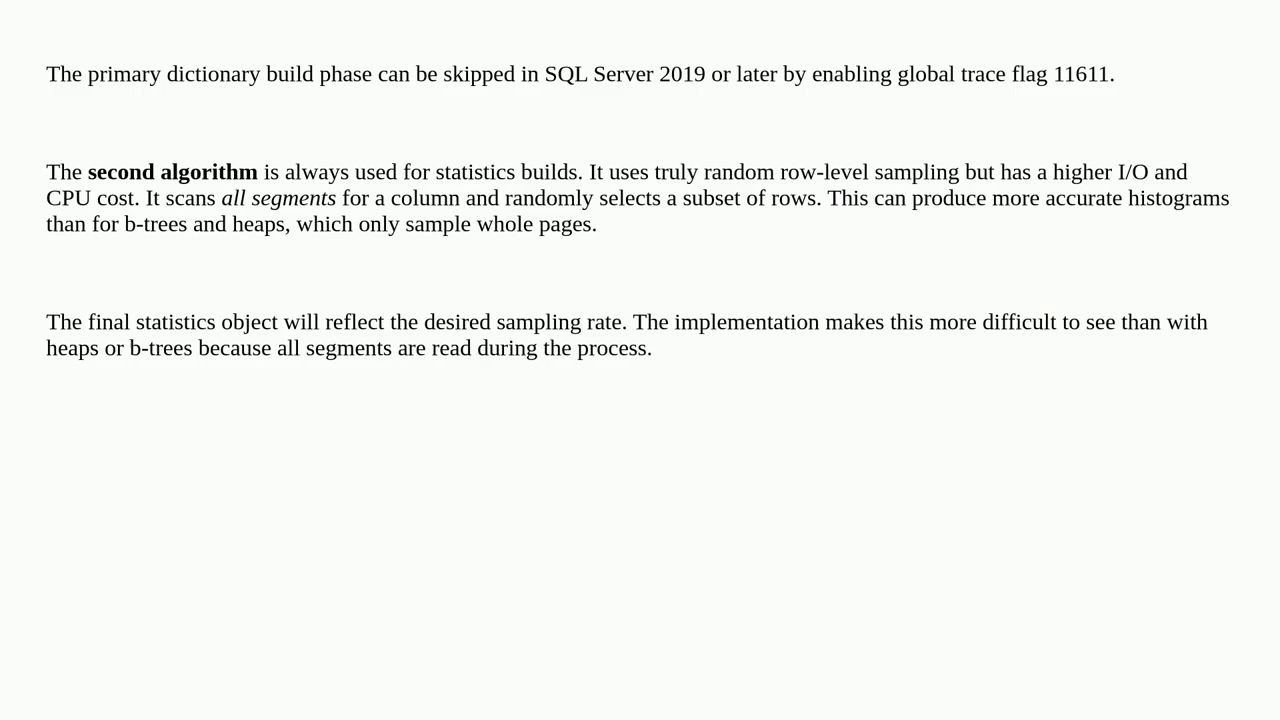 The primary dictionary build phase can be skipped in SQL Server 2019 or later by enabling global trace flag 11611.
The second algorithm is always used for statistics builds. It uses truly random row-level sampling but has a higher I/O and
CPU cost. It scans all segments for a column and randomly selects a subset of rows. This can produce more accurate histograms
than for b-trees and heaps, which only sample whole pages.
The final statistics object will reflect the desired sampling rate. The implementation makes this more difficult to see than with
heaps or b-trees because all segments are read during the process.